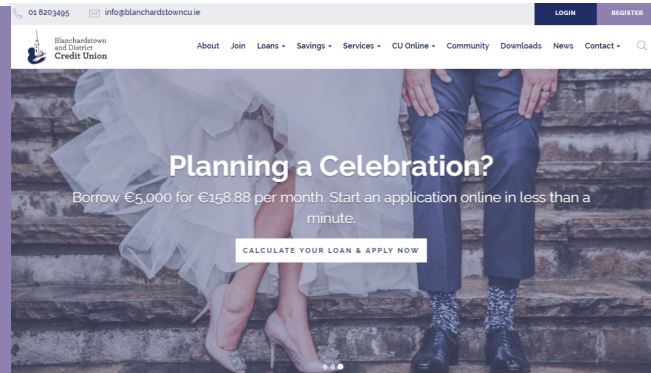 01 8203495 info@blanchardstowncu.ie LOGIN REGISTER
Blanchardstown
and District
Credit Union
About Join Loans Savings Services CU Online Community Downloads News Contact
Planning a Celebration?
Borrow €5,000 for €158.88 per month. Start an application online in less than a
minute.
CALCULATE YOUR LOAN & APPLY NOW